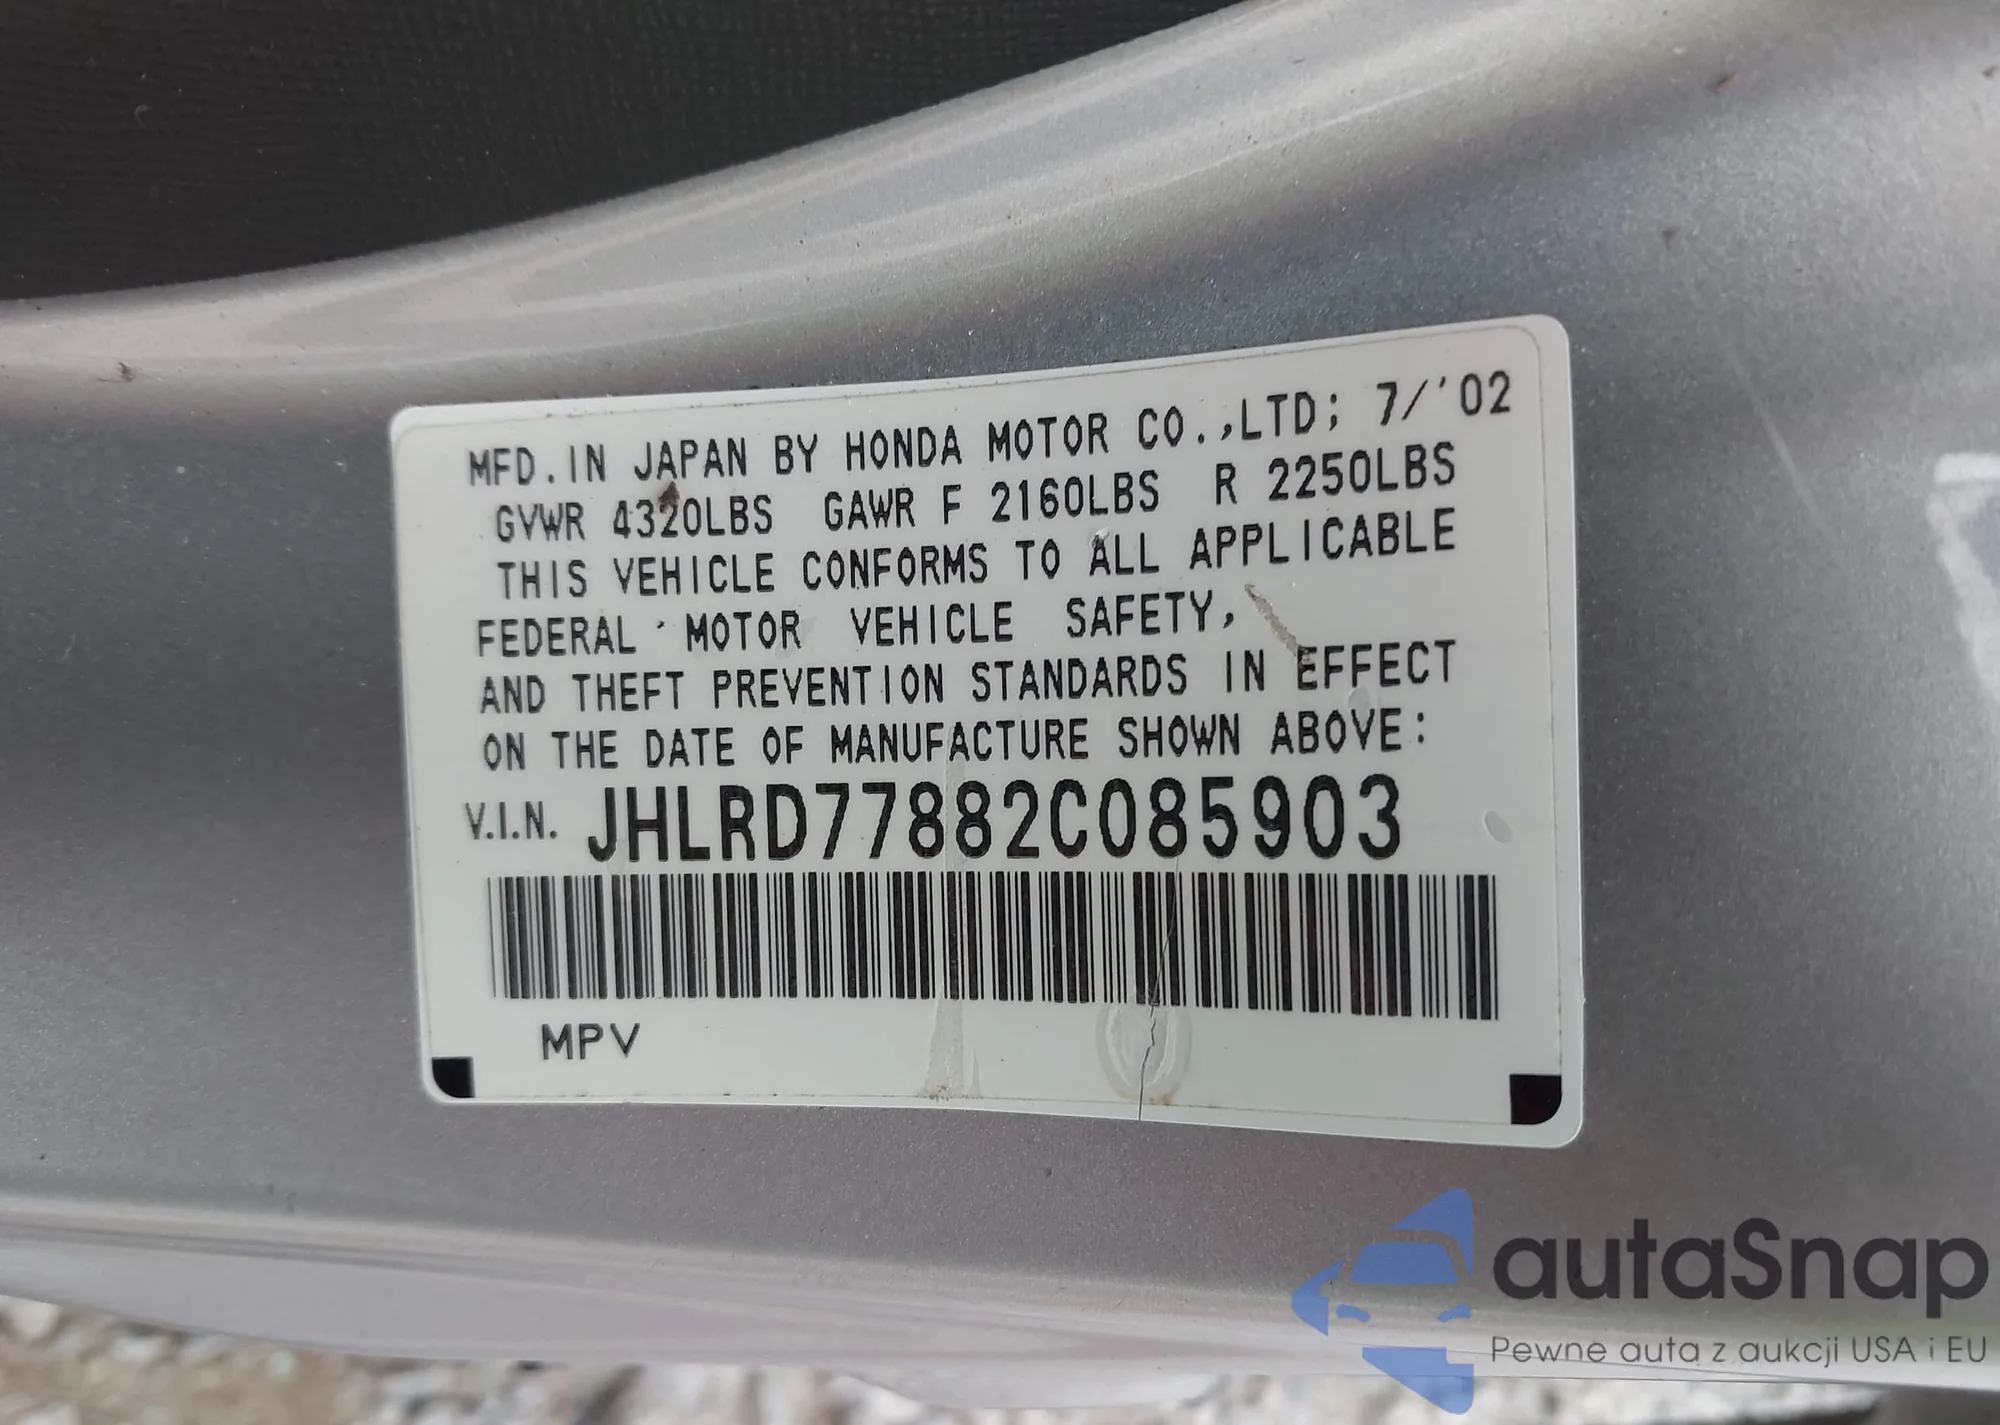 MFD. IN JAPAN BY HONDA MOTOR CO.,LTD; 7/'02
GVWR 4320LBS GAWR F 2160LBS R 2250LBS
THIS VEHICLE CONFORMS TO ALL APPLICABLE
FEDERAL MOTOR VEHICLE SAFETY,
AND THEFT PREVENTION STANDARDS IN EFFECT
ON THE DATE OF MANUFACTURE SHOWN ABOVE:
V.I.N. JHLRD77882C085903
MPV
autaSnap
Pewne auta z aukcji USA i EU